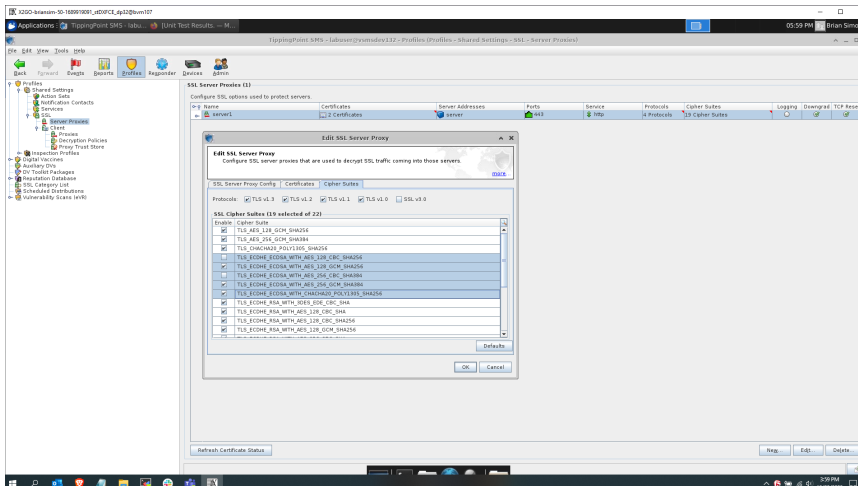 X2GO-briansim-50-1689919091_stDXFCE_dp32@bvm107
Applications
TippingPoint SMS - labu...
[Unit Test Results. — M...
05:59 PM
Brian Simo
TippingPoint SMS - labuser@vsmsdev132 - Profiles (Profiles - Shared Settings - SSL - Server Proxies)
File Edit View Tools Help
Back Forward Events Reports Profiles Responder Devices Admin
Profiles
Shared Settings
Action Sets
Notification Contacts
Services
SSL
Server Proxies
Client
Proxies
Decryption Policies
Proxy Trust Store
Inspection Profiles
Digital Vaccines
Auxiliary DVs
DV Toolkit Packages
Reputation Database
SSL Category List
Scheduled Distributions
Vulnerability Scans (eVR)
SSL Server Proxies (1)
Configure SSL options used to protect servers.
Name Certificates Server Addresses Ports Service Protocols Cipher Suites Logging Downgrad TCP Rese
server1 2 Certificates server 443 http 4 Protocols 19 Cipher Suites
Edit SSL Server Proxy
Edit SSL Server Proxy
Configure SSL server proxies that are used to decrypt SSL traffic coming into those servers.
more
SSL Server Proxy Config Certificates Cipher Suites
Protocols: TLS v1.3 TLS v1.2 TLS v1.1 TLS v1.0 SSL v3.0
SSL Cipher Suites (19 selected of 22)
Enable Cipher Suite
TLS_AES_128_GCM_SHA256
TLS_AES_256_GCM_SHA384
TLS_CHACHA20_POLY1305_SHA256
TLS_ECDHE_ECDSA_WITH_AES_128_CBC_SHA256
TLS_ECDHE_ECDSA_WITH_AES_128_GCM_SHA256
TLS_ECDHE_ECDSA_WITH_AES_256_CBC_SHA384
TLS_ECDHE_ECDSA_WITH_AES_256_GCM_SHA384
TLS_ECDHE_ECDSA_WITH_CHACHA20_POLY1305_SHA256
TLS_ECDHE_RSA_WITH_3DES_EDE_CBC_SHA
TLS_ECDHE_RSA_WITH_AES_128_CBC_SHA
TLS_ECDHE_RSA_WITH_AES_128_CBC_SHA256
TLS_ECDHE_RSA_WITH_AES_128_GCM_SHA256
Defaults
OK Cancel
Refresh Certificate Status
New... Edit... Delete...
3:59 PM